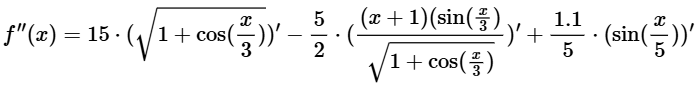 f''(x) = 15 · (√(1 + cos(x/3)))' − 5/2 · ((x + 1)(sin(x/3))/√(1 + cos(x/3)))' + 1.1/5 · (sin(x/5))'